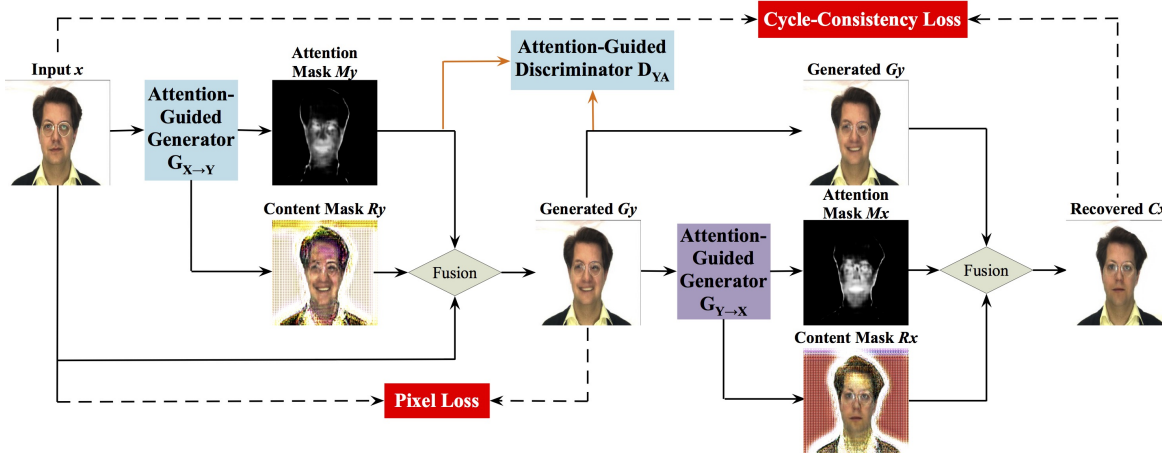 Cycle-Consistency Loss
Input x
Attention
Mask My
Attention-Guided
Discriminator DYA
Generated Gy
Attention-
Guided
Generator
GX→Y
Content Mask Ry
Fusion
Generated Gy
Attention-
Guided
Generator
GY→X
Attention
Mask Mx
Fusion
Recovered Cx
Content Mask Rx
Pixel Loss